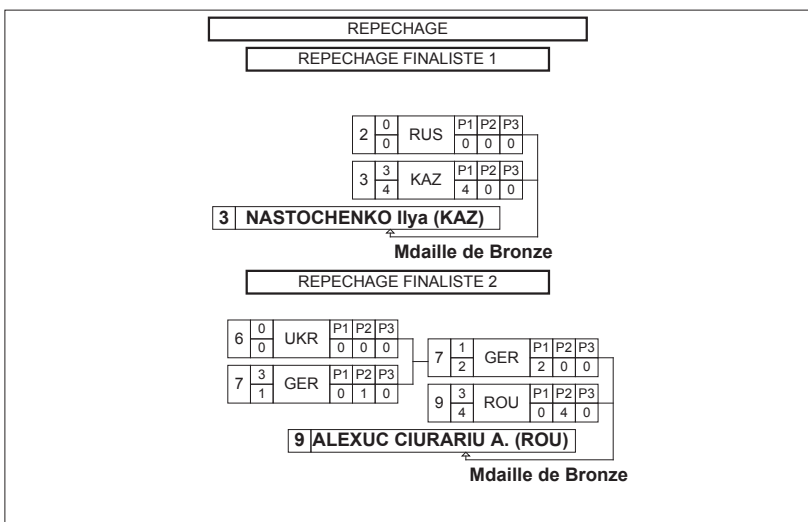 REPECHAGE
REPECHAGE FINALISTE 1
2 0 0 RUS P1 P2 P3 0 0 0
3 3 4 KAZ P1 P2 P3 4 0 0
3 NASTOCHENKO Ilya (KAZ)
Mdaille de Bronze
REPECHAGE FINALISTE 2
6 0 0 UKR P1 P2 P3 0 0 0
7 3 1 GER P1 P2 P3 0 1 0
7 1 2 GER P1 P2 P3 2 0 0
9 3 4 ROU P1 P2 P3 0 4 0
9 ALEXUC CIURARIU A. (ROU)
Mdaille de Bronze